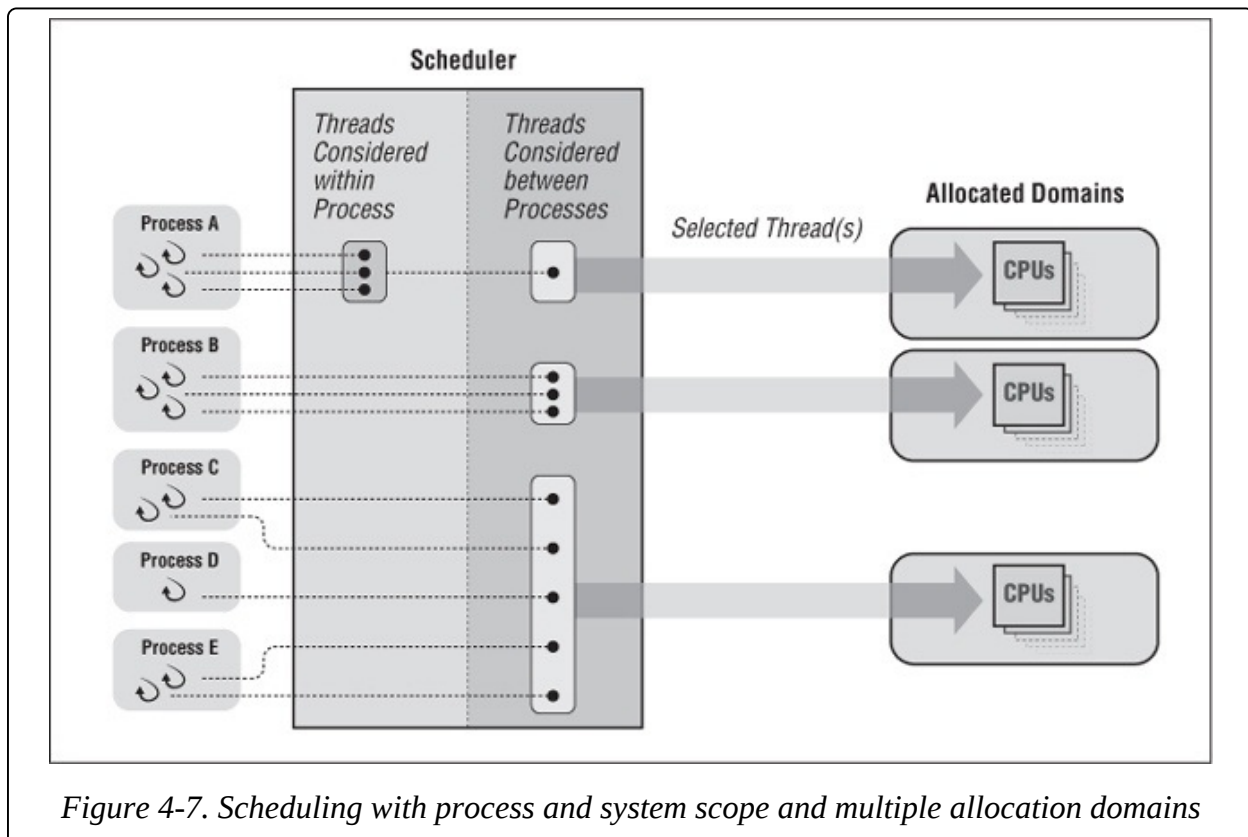 Scheduler
Threads
Considered
within
Process
Threads
Considered
between
Processes
Selected Thread(s)
Allocated Domains
Process A
CPUs
Process B
CPUs
Process C
Process D
CPUs
Process E
Figure 4-7. Scheduling with process and system scope and multiple allocation domains